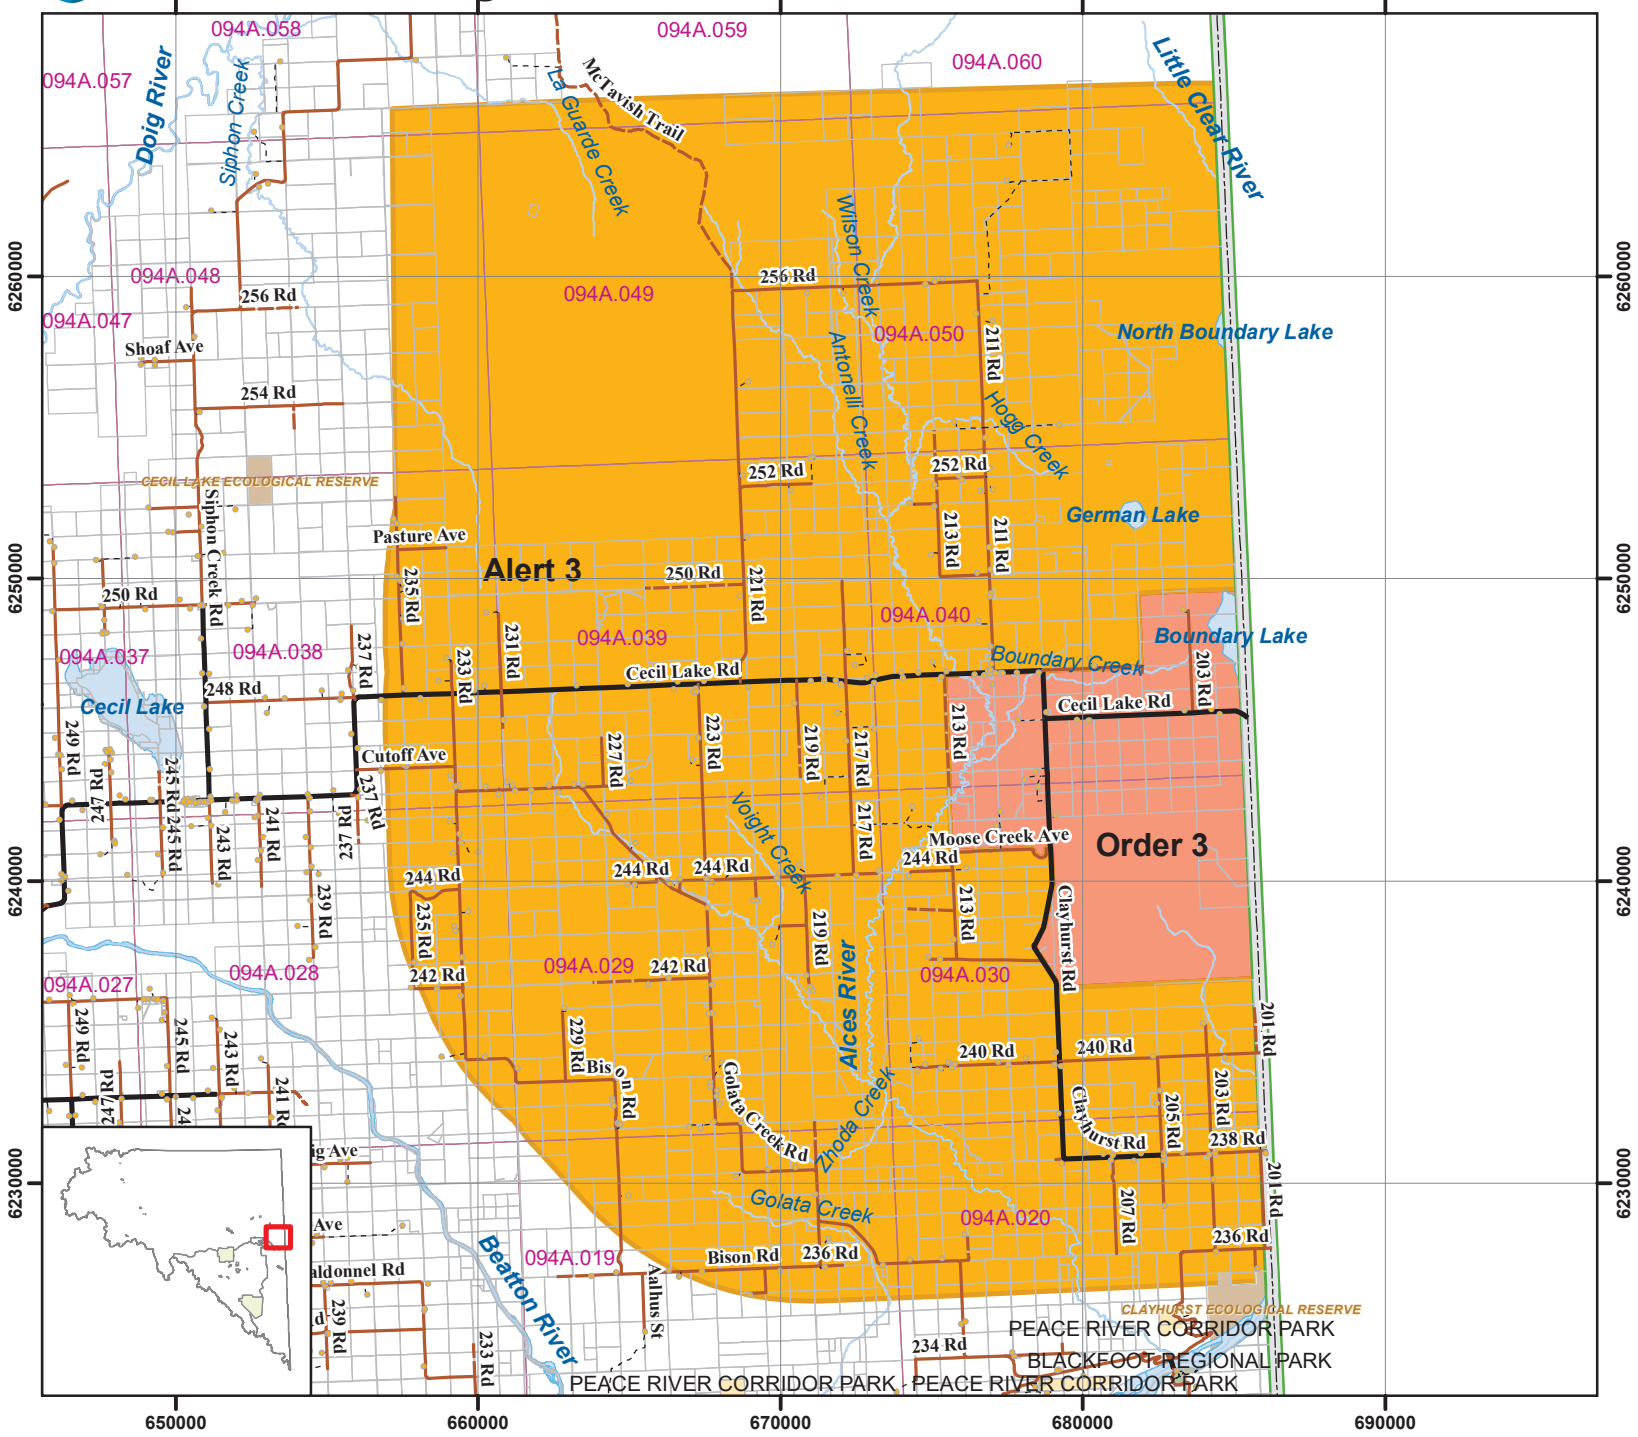 094A.058
094A.059
094A.060
094A.057
Doig River
Siphon Creek
La Guarde Creek
McTavish Trail
Little Clear River
Wilson Creek
094A.048
256 Rd
094A.049
256 Rd
094A.050
211 Rd
North Boundary Lake
6260000
6260000
094A.047
Shoaf Ave
254 Rd
Antonelli Creek
Hogg Creek
CECIL LAKE ECOLOGICAL RESERVE
252 Rd
252 Rd
Siphon Creek Rd
Pasture Ave
213 Rd
211 Rd
German Lake
Alert 3
6250000
6250000
250 Rd
235 Rd
250 Rd
221 Rd
094A.040
094A.037
094A.038
237 Rd
233 Rd
231 Rd
094A.039
Cecil Lake Rd
Boundary Creek
Boundary Lake
203 Rd
248 Rd
Cecil Lake
Cecil Lake Rd
249 Rd
247 Rd
245 Rd
245 Rd
Cutoff Ave
237 Rd
237 Rd
227 Rd
223 Rd
219 Rd
217 Rd
213 Rd
243 Rd
241 Rd
239 Rd
Voight Creek
217 Rd
Moose Creek Ave
Order 3
244 Rd
244 Rd
244 Rd
244 Rd
6240000
6240000
235 Rd
219 Rd
213 Rd
Clayhurst Rd
094A.027
094A.028
242 Rd
094A.029
242 Rd
Alces River
094A.030
249 Rd
245 Rd
243 Rd
229 Rd
Bison Rd
240 Rd
240 Rd
201 Rd
247 Rd
24
241 Rd
Golata Creek Rd
Zhoda Creek
Clayhurst Rd
205 Rd
203 Rd
238 Rd
ig Ave
6230000
6230000
Golata Creek
094A.020
207 Rd
201 Rd
Ave
Beatton River
094A.019
Bison Rd
236 Rd
236 Rd
aldonnel Rd
Aalhus St
d
239 Rd
233 Rd
234 Rd
CLAYHURST ECOLOGICAL RESERVE
PEACE RIVER CORRIDOR PARK
BLACKFOOT REGIONAL PARK
PEACE RIVER CORRIDOR PARK
PEACE RIVER CORRIDOR PARK
650000
660000
670000
680000
690000